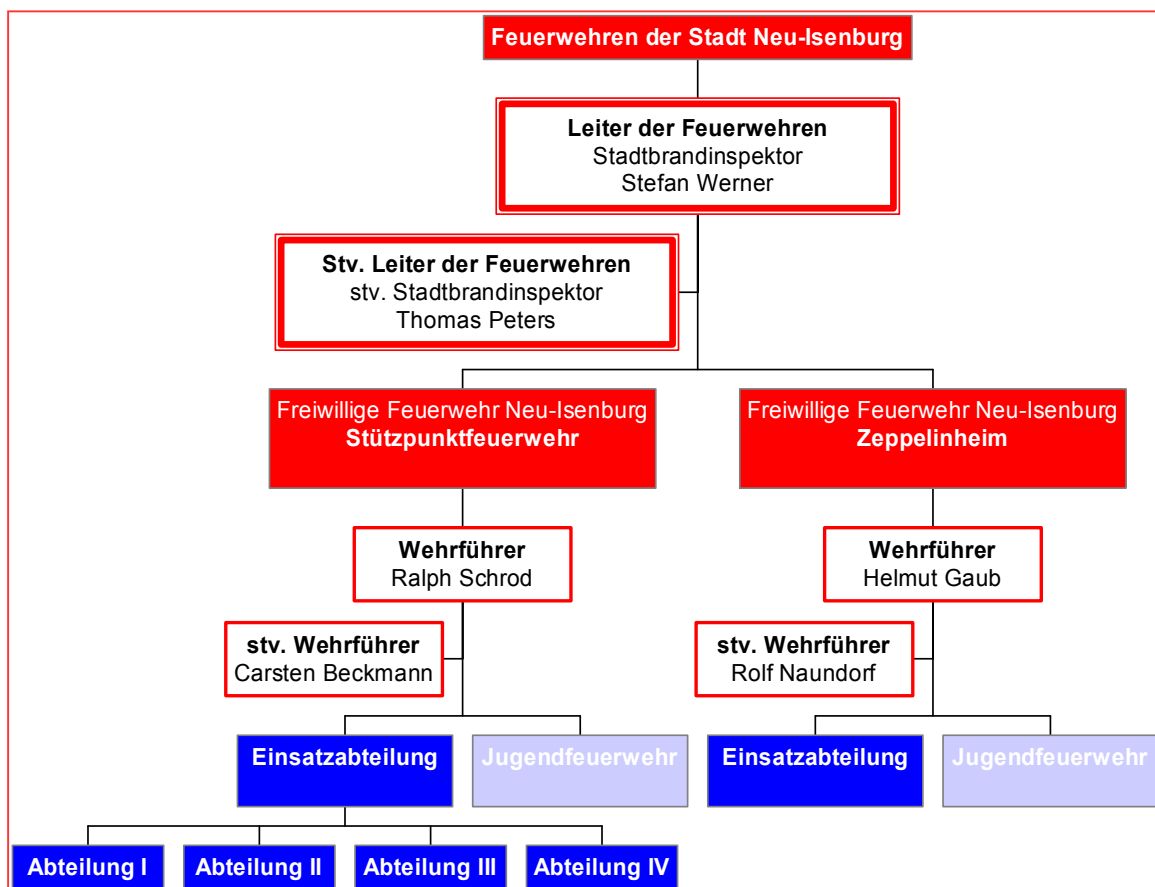 Feuerwehren der Stadt Neu-Isenburg
Leiter der Feuerwehren
Stadtbrandinspektor
Stefan Werner
Stv. Leiter der Feuerwehren
stv. Stadtbrandinspektor
Thomas Peters
Freiwillige Feuerwehr Neu-Isenburg
Stützpunktfeuerwehr
Freiwillige Feuerwehr Neu-Isenburg
Zeppelinheim
Wehrführer
Ralph Schrod
Wehrführer
Helmut Gaub
stv. Wehrführer
Carsten Beckmann
stv. Wehrführer
Rolf Naundorf
Einsatzabteilung
Jugendfeuerwehr
Einsatzabteilung
Jugendfeuerwehr
Abteilung I
Abteilung II
Abteilung III
Abteilung IV